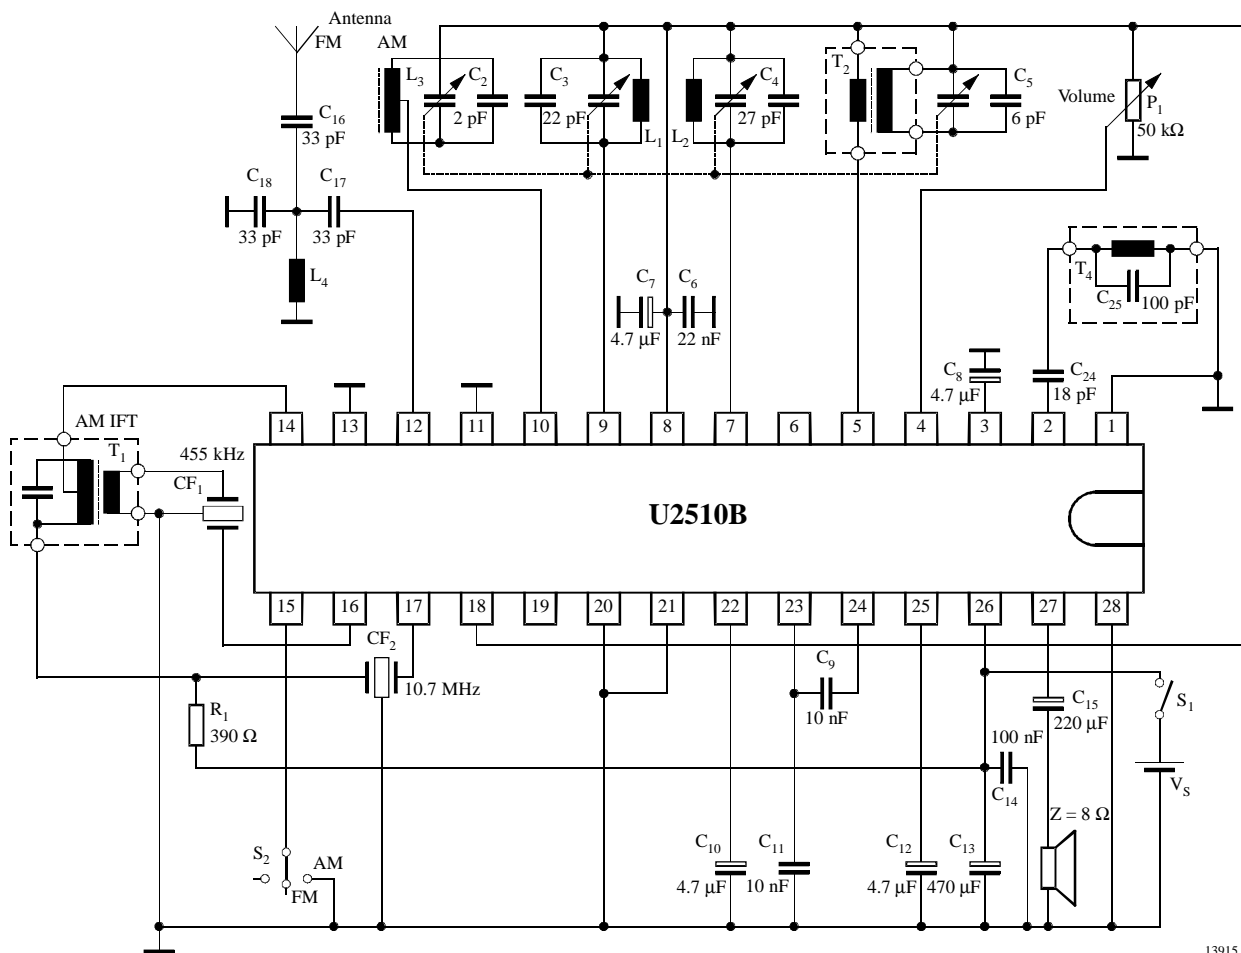 Antenna
FM
AM
L3
C2
2 pF
C3
22 pF
L1
L2
C4
27 pF
T2
C5
6 pF
Volume
P1
50 kΩ
C16
33 pF
C18
33 pF
C17
33 pF
L4
C7
4.7 µF
C6
22 nF
T4
C25
100 pF
C8
4.7 µF
C24
18 pF
AM IFT
T1
455 kHz
CF1
14 13 12 11 10 9 8 7 6 5 4 3 2 1
U2510B
15 16 17 18 19 20 21 22 23 24 25 26 27 28
CF2
10.7 MHz
R1
390 Ω
C9
10 nF
C15
220 µF
S1
100 nF
C14
VS
Z = 8 Ω
S2
AM
FM
C10
4.7 µF
C11
10 nF
C12
4.7 µF
C13
470 µF
13915